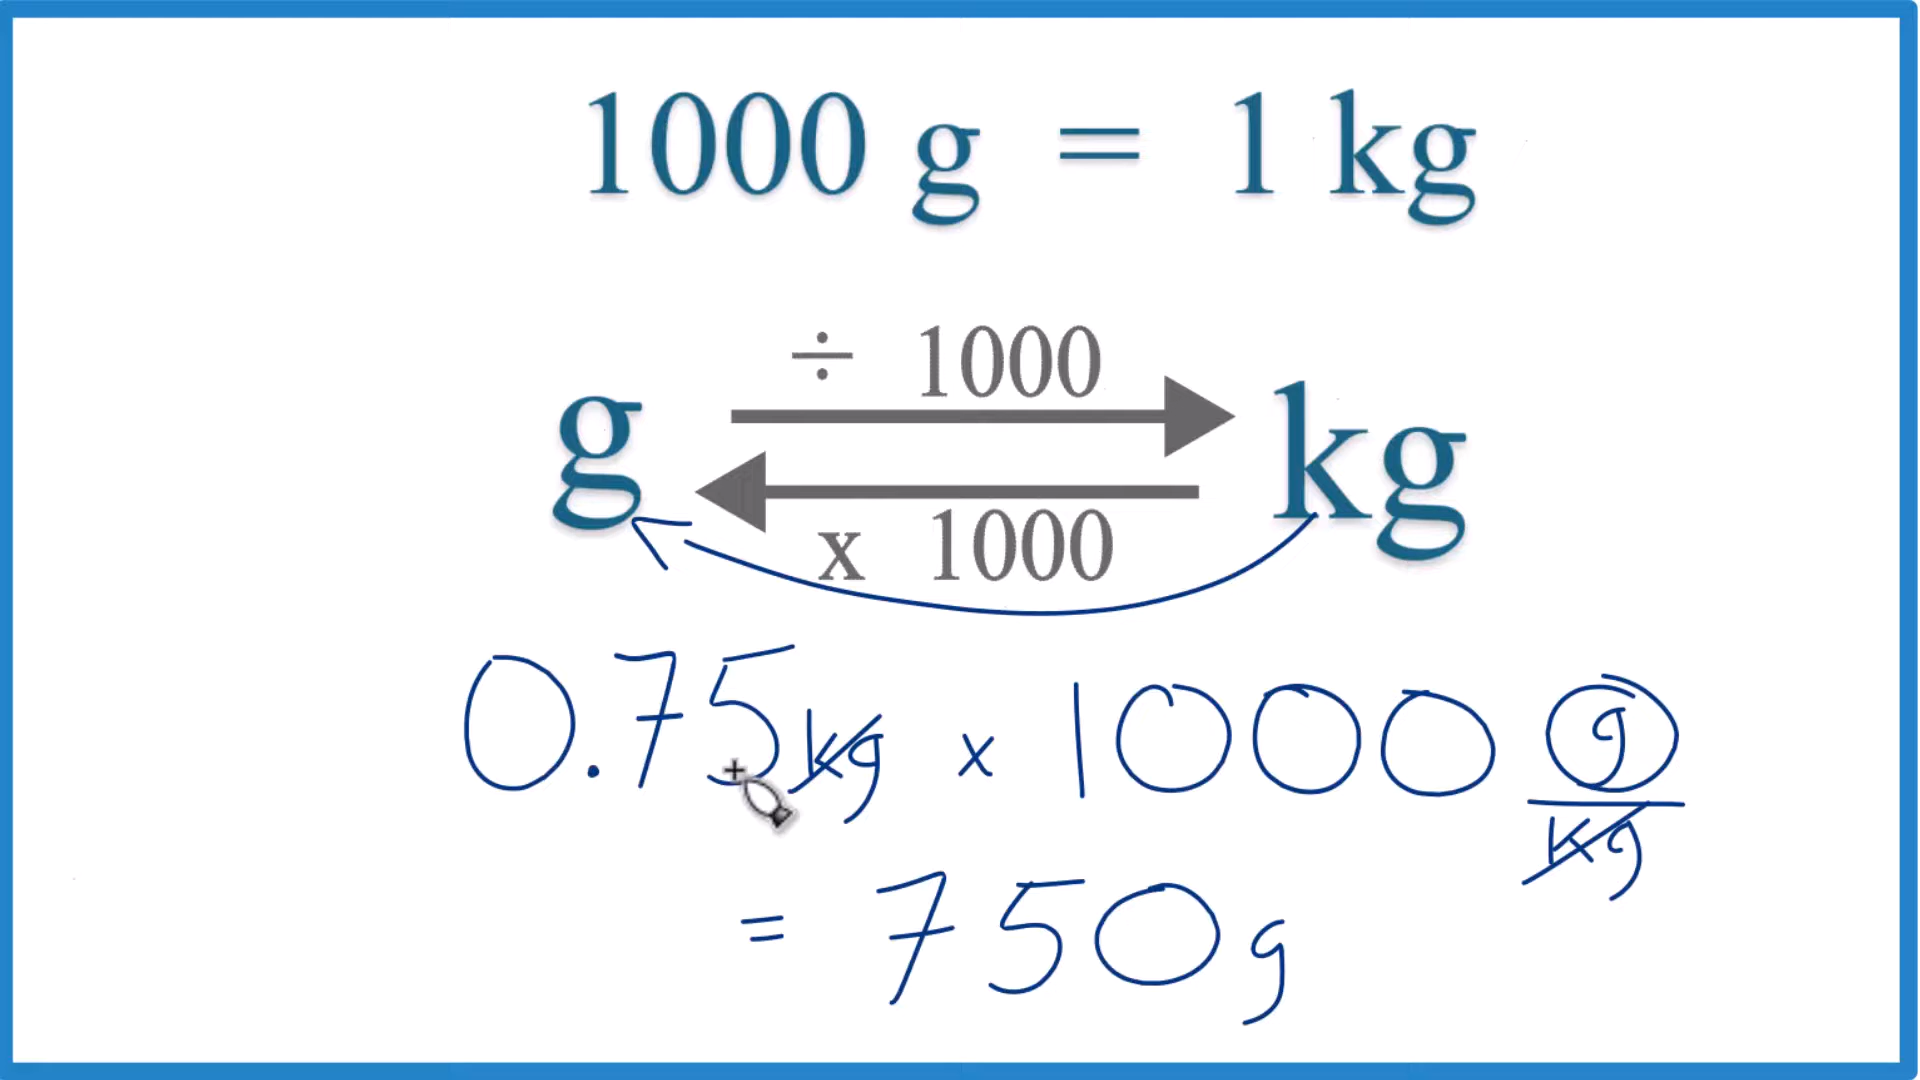 1000 g = 1 kg
÷ 1000
g kg
x 1000
0.75 kg x 1000 g
kg
= 750 g